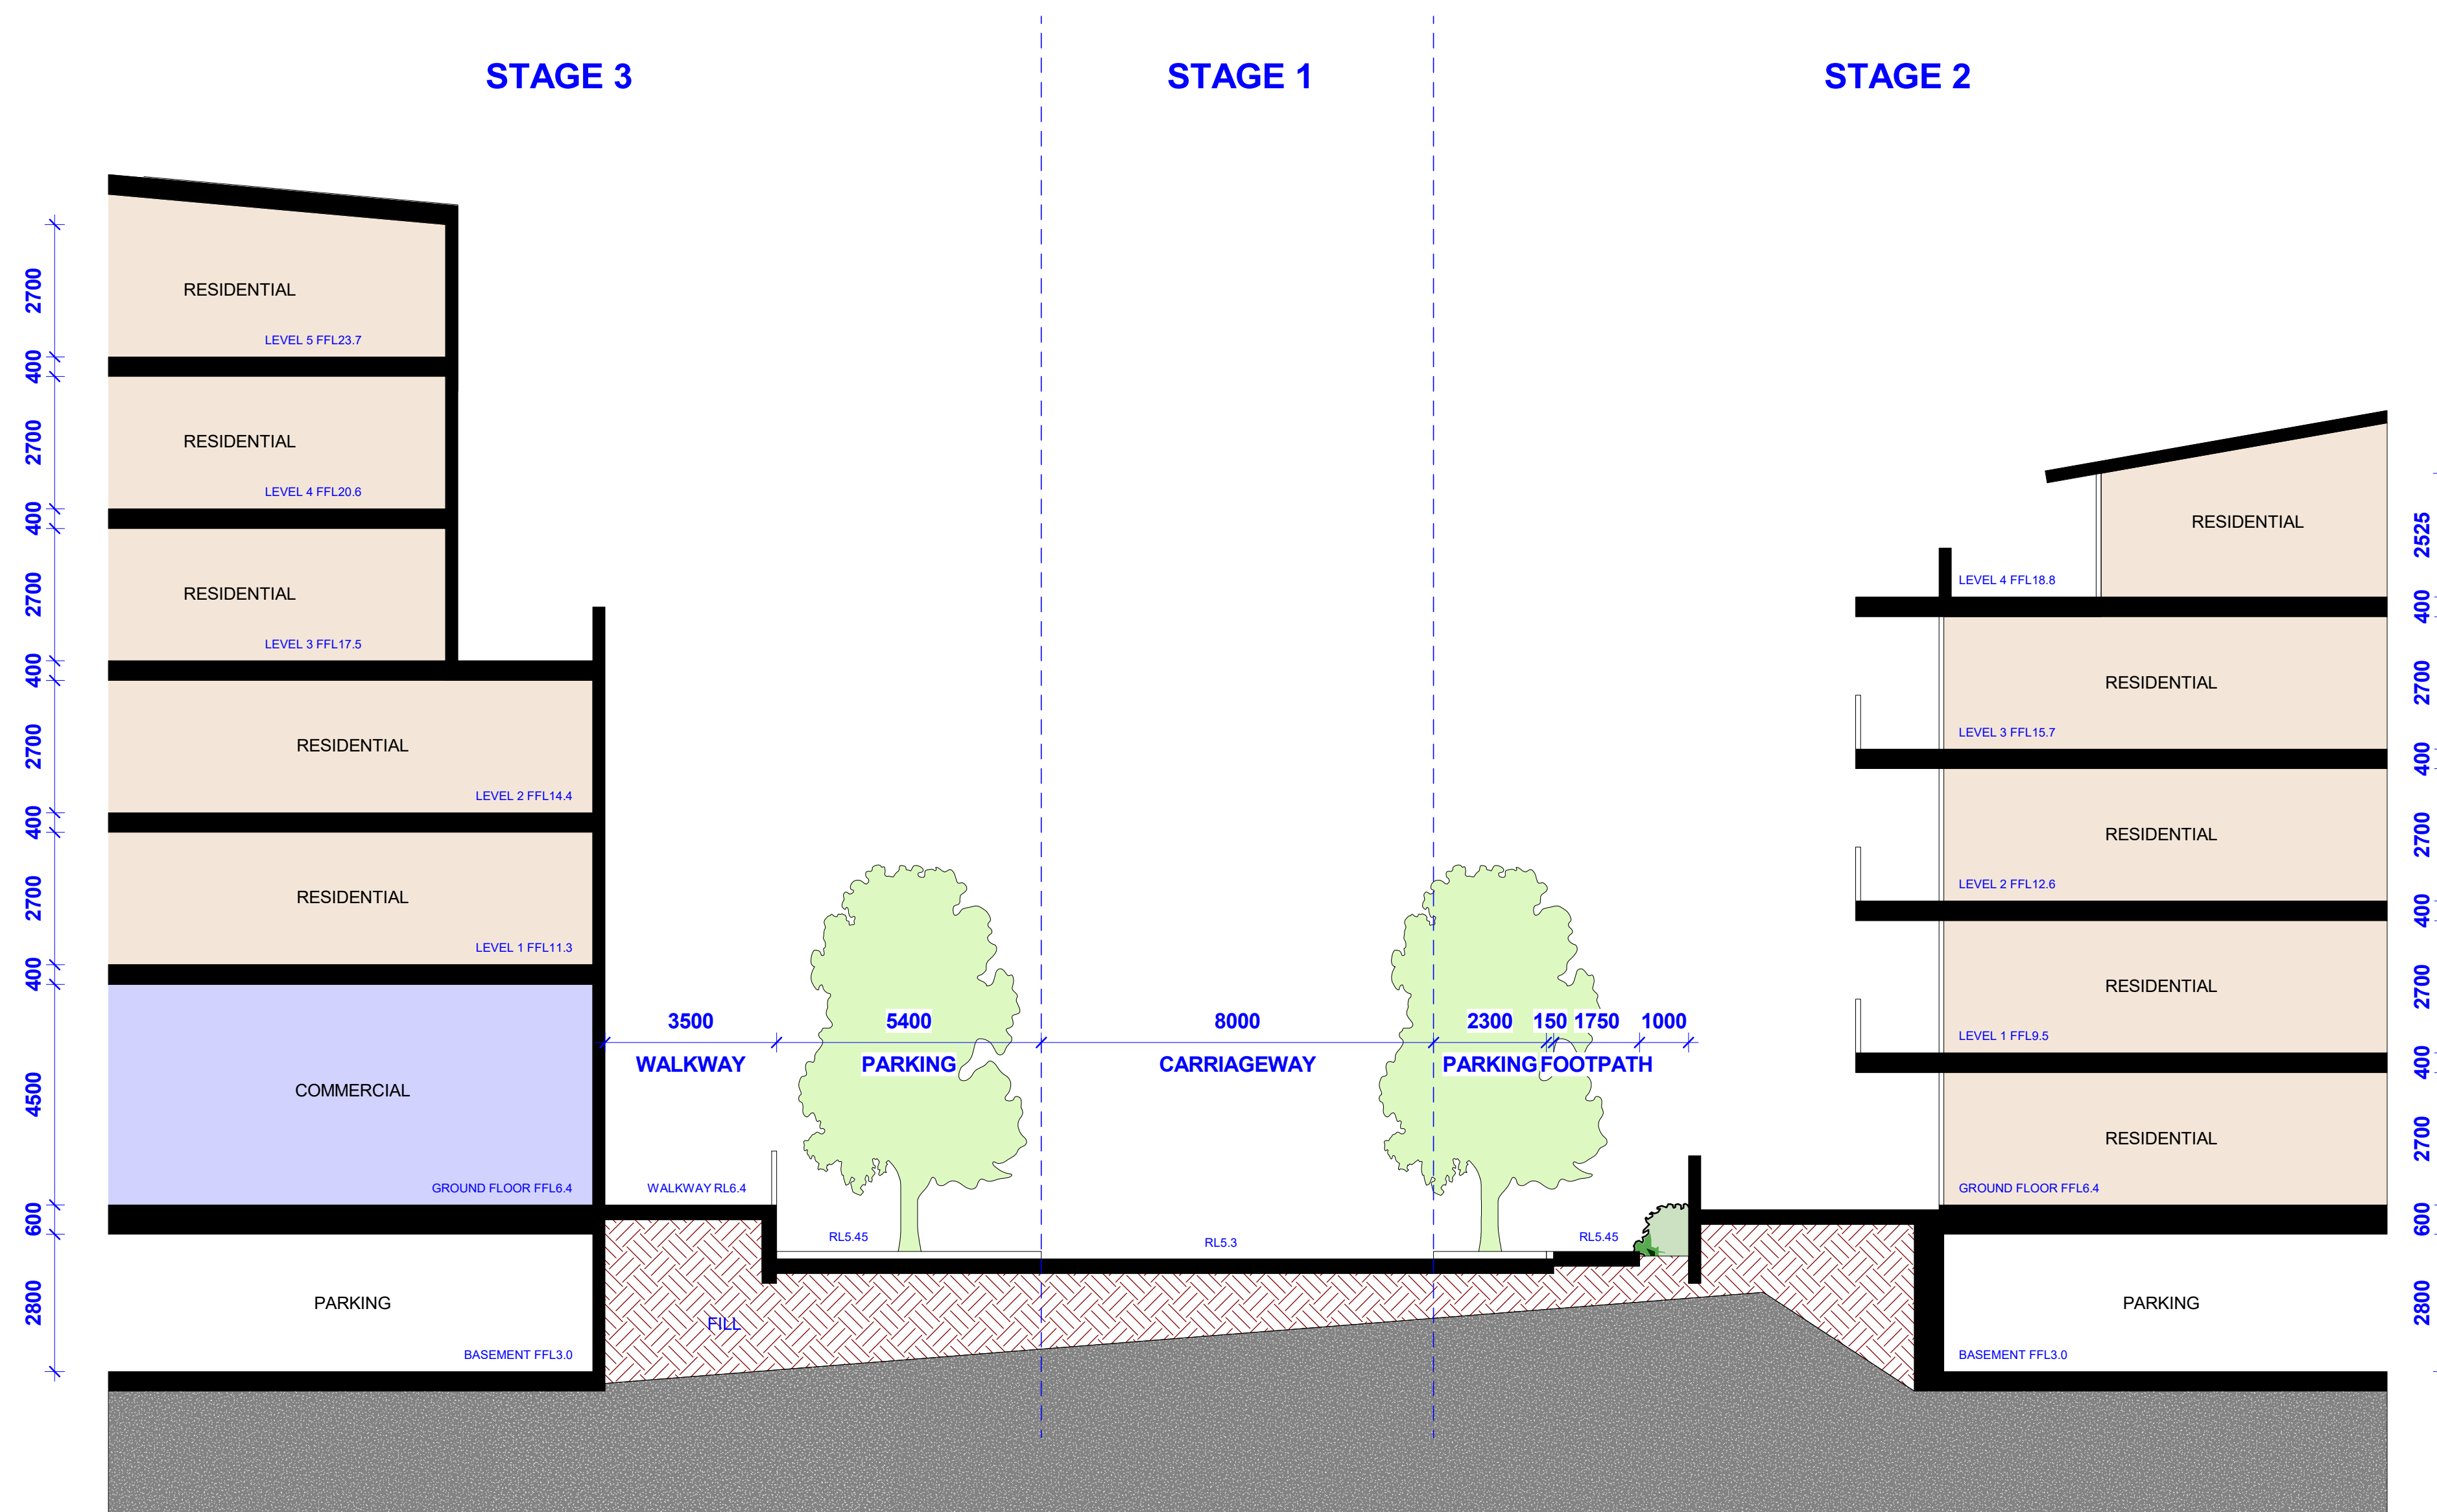 STAGE 3
STAGE 1
STAGE 2
2700
RESIDENTIAL
LEVEL 5 FFL23.7
400
2700
RESIDENTIAL
LEVEL 4 FFL20.6
400
2700
RESIDENTIAL
LEVEL 3 FFL17.5
400
2700
RESIDENTIAL
LEVEL 2 FFL14.4
400
2700
RESIDENTIAL
LEVEL 1 FFL11.3
400
4500
COMMERCIAL
GROUND FLOOR FFL6.4
600
2800
PARKING
BASEMENT FFL3.0
3500
5400
8000
2300
150
1750
1000
WALKWAY
PARKING
CARRIAGEWAY
PARKING
FOOTPATH
WALKWAY RL6.4
RL5.45
RL5.3
RL5.45
FILL
RESIDENTIAL
2525
LEVEL 4 FFL18.8
400
RESIDENTIAL
2700
LEVEL 3 FFL15.7
400
RESIDENTIAL
2700
LEVEL 2 FFL12.6
400
RESIDENTIAL
2700
LEVEL 1 FFL9.5
400
RESIDENTIAL
2700
GROUND FLOOR FFL6.4
600
PARKING
2800
BASEMENT FFL3.0